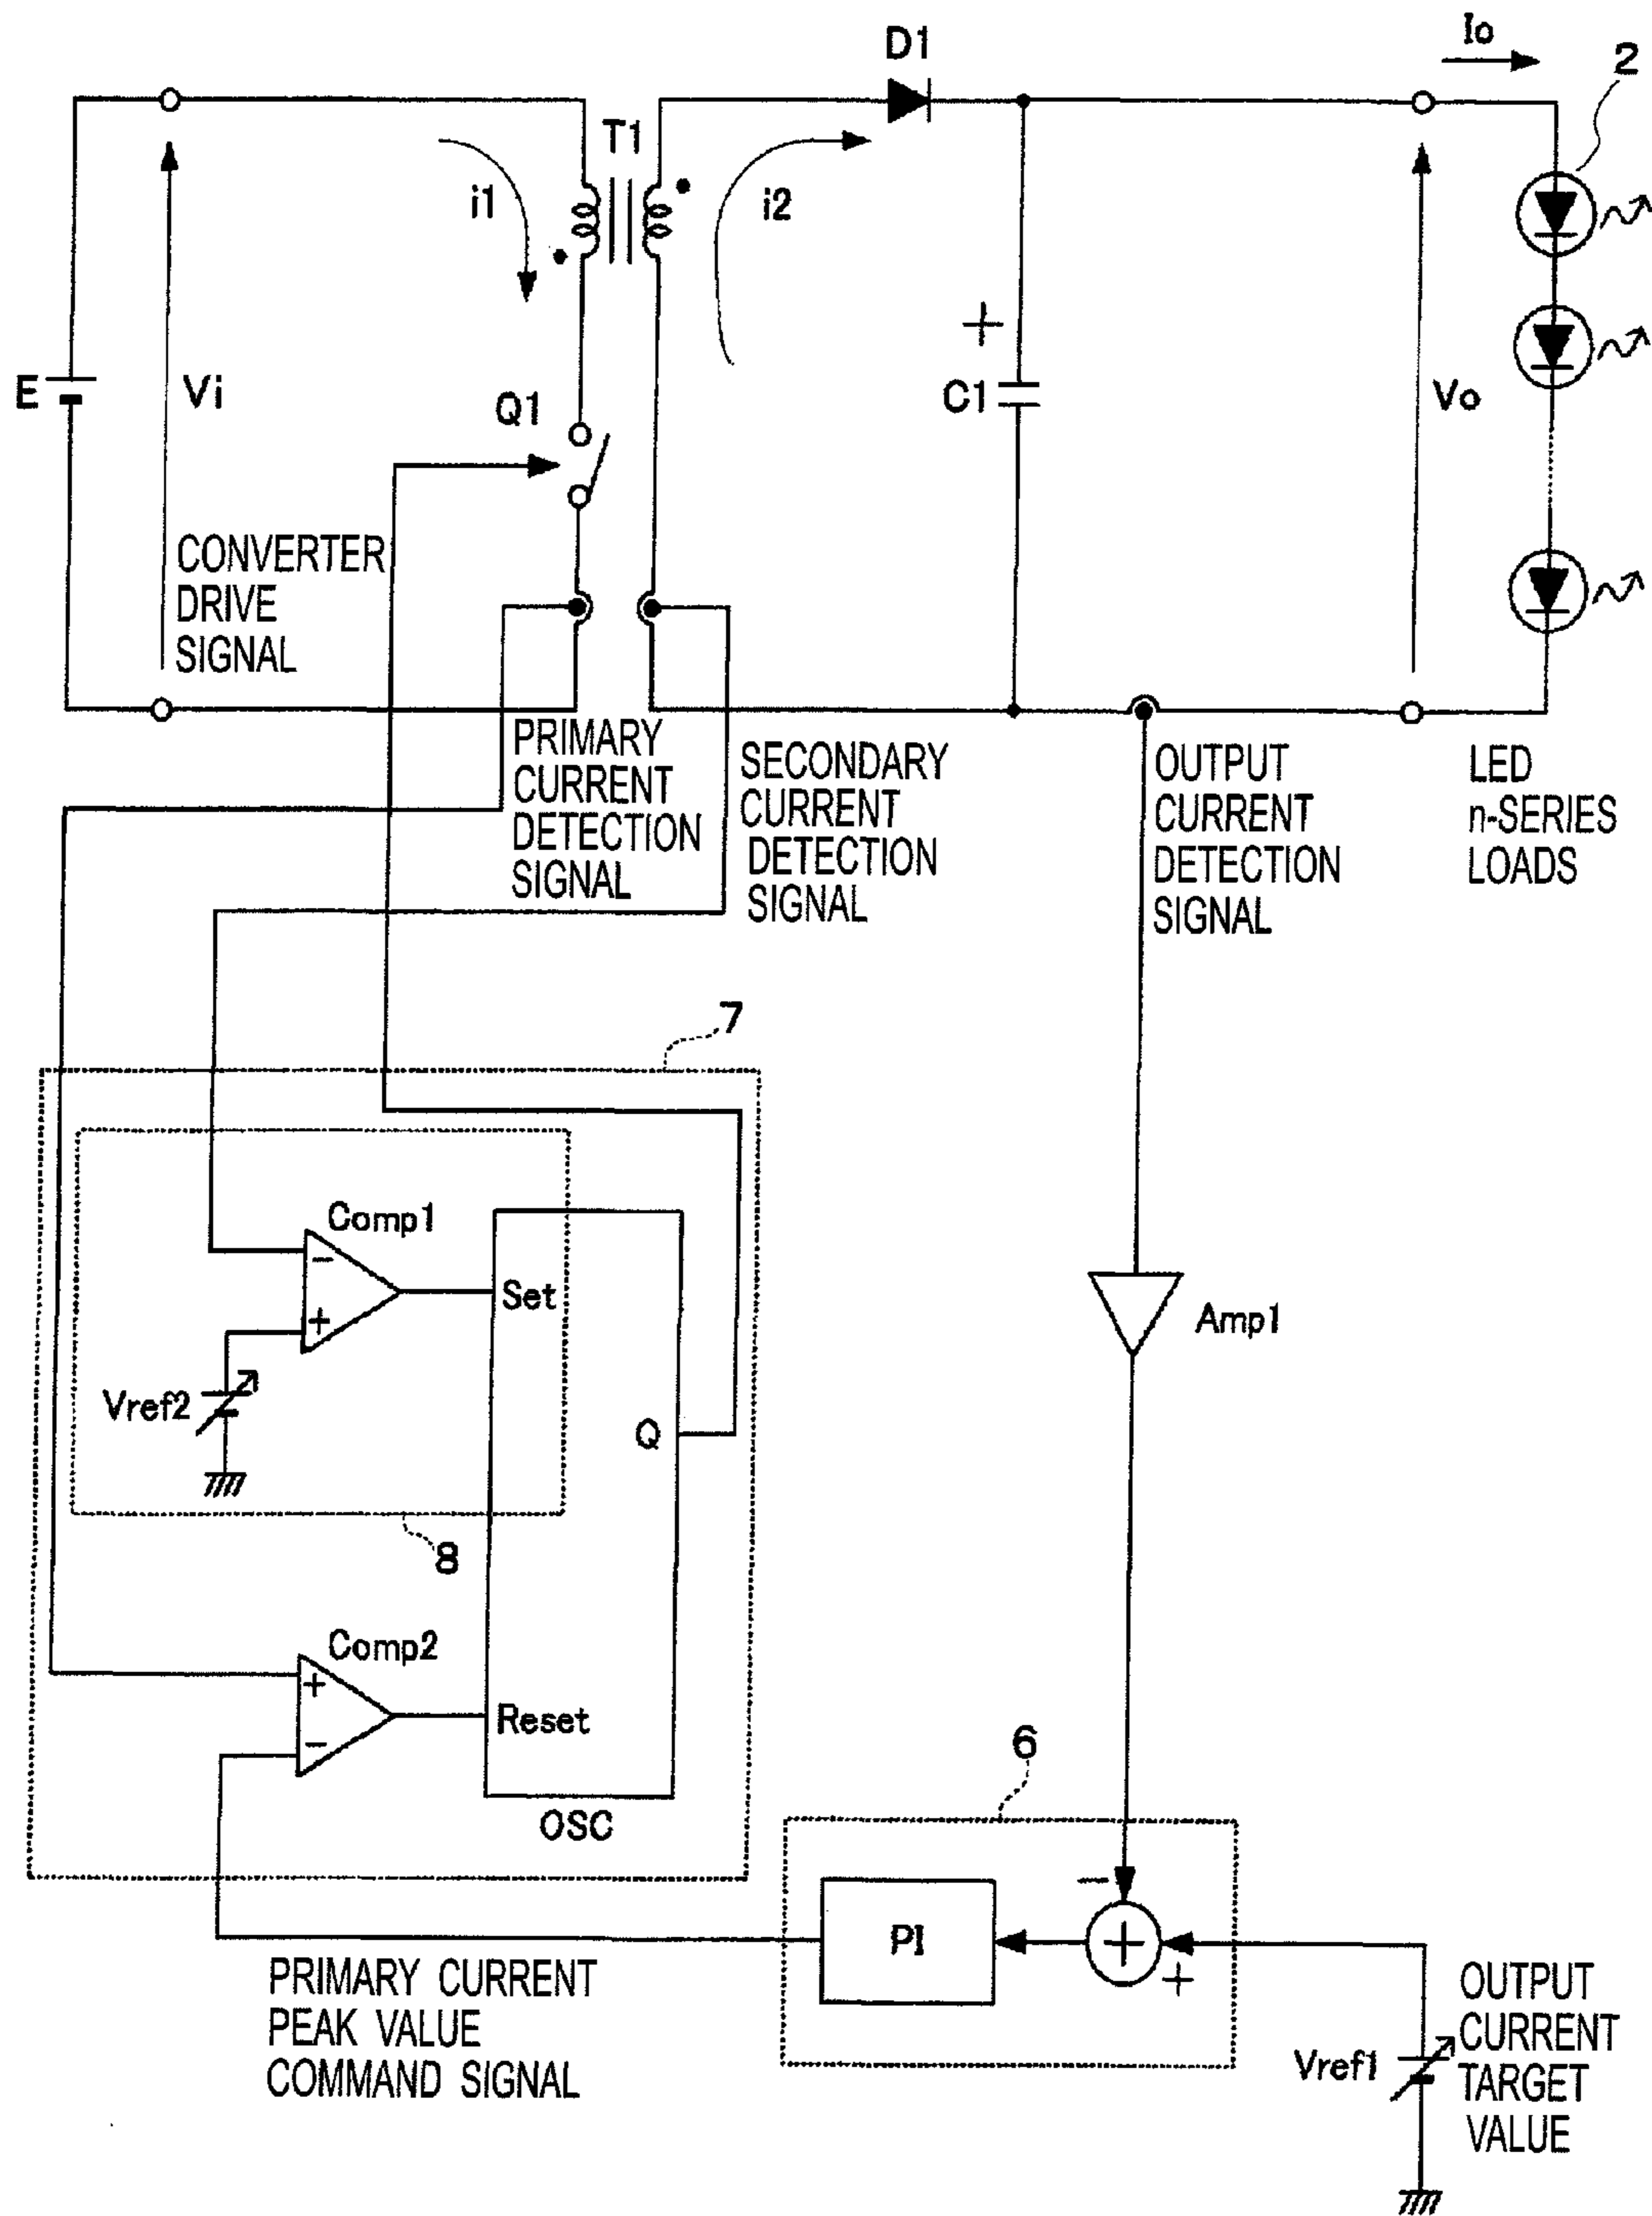 Io
D1
2
T1
i1
i2
+
E
Vi
Q1
C1
Vo
CONVERTER
DRIVE
SIGNAL
PRIMARY
CURRENT
DETECTION
SIGNAL
SECONDARY
CURRENT
DETECTION
SIGNAL
OUTPUT
CURRENT
DETECTION
SIGNAL
LED
n-SERIES
LOADS
7
Comp1
−
+
Set
Amp1
Vref2
Q
8
Comp2
+
−
Reset
OSC
6
−
PI
+
+
PRIMARY CURRENT
PEAK VALUE
COMMAND SIGNAL
Vref1
OUTPUT
CURRENT
TARGET
VALUE